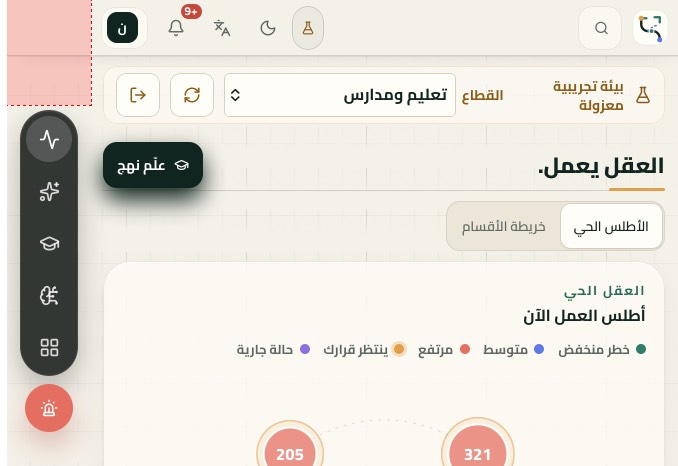 9+
ن
بيئة تجريبية
معزولة
القطاع
تعليم ومدارس
العقل يعمل.
علّم نهج
الأطلس الحي
خريطة الأقسام
العقل الحي
أطلس العمل الآن
خطر منخفض
متوسط
مرتفع
ينتظر قرارك
حالة جارية
321
205